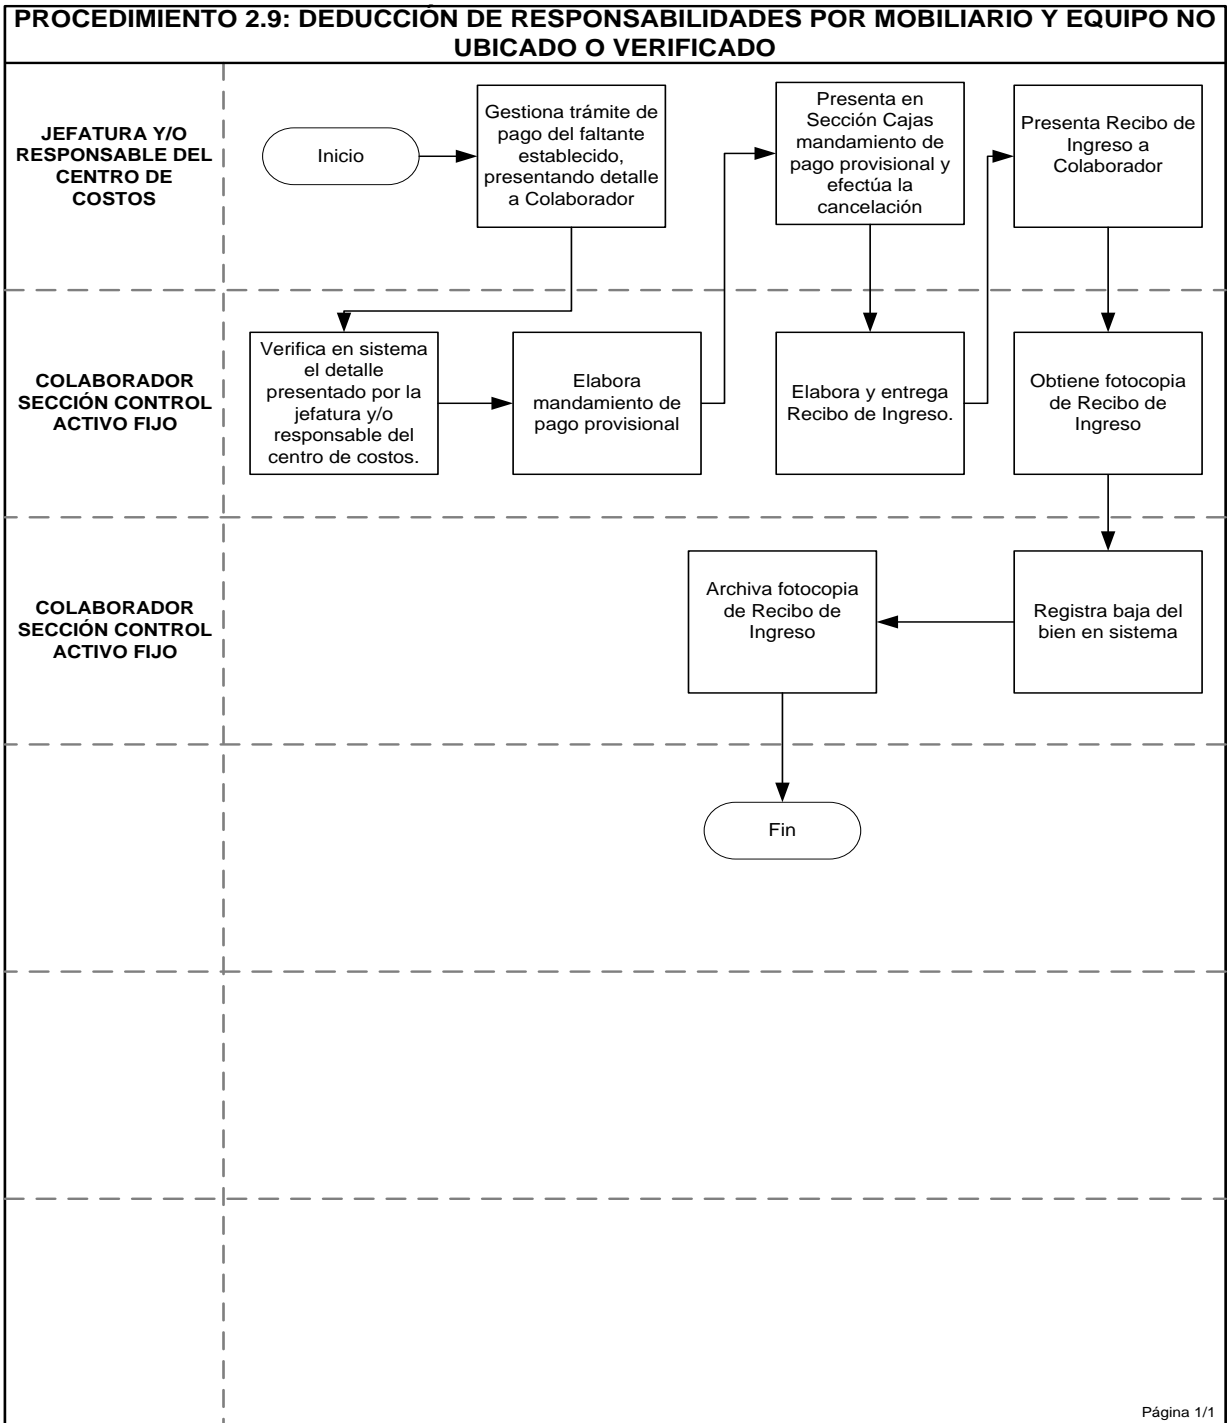 PROCEDIMIENTO 2.9: DEDUCCIÓN DE RESPONSABILIDADES POR MOBILIARIO Y EQUIPO NO
UBICADO O VERIFICADO
JEFATURA Y/O
RESPONSABLE DEL
CENTRO DE
COSTOS
Inicio
Gestiona trámite de
pago del faltante
establecido,
presentando detalle
a Colaborador
Presenta en
Sección Cajas
mandamiento de
pago provisional y
efectúa la
cancelación
Presenta Recibo de
Ingreso a
Colaborador
COLABORADOR
SECCIÓN CONTROL
ACTIVO FIJO
Verifica en sistema
el detalle
presentado por la
jefatura y/o
responsable del
centro de costos.
Elabora
mandamiento de
pago provisional
Elabora y entrega
Recibo de Ingreso.
Obtiene fotocopia
de Recibo de
Ingreso
COLABORADOR
SECCIÓN CONTROL
ACTIVO FIJO
Archiva fotocopia
de Recibo de
Ingreso
Registra baja del
bien en sistema
Fin
Página 1/1